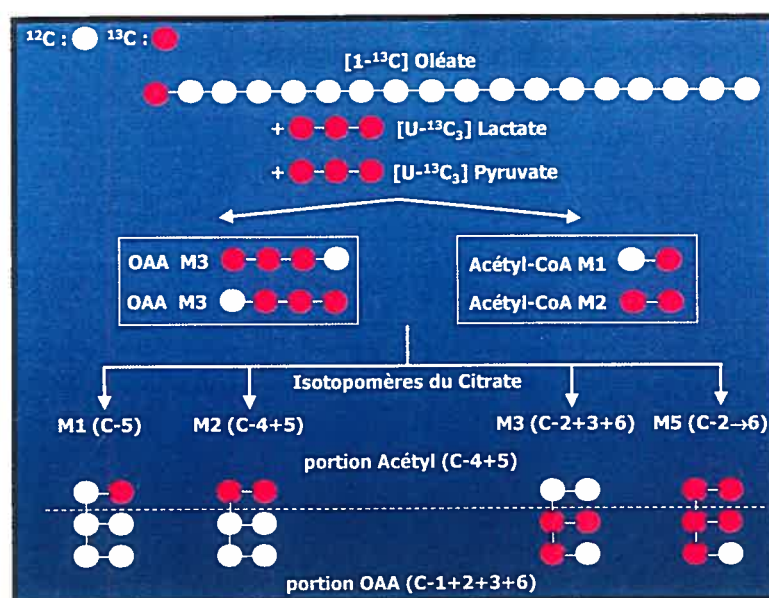 ¹²C : ¹³C :
[1-¹³C] Oléate
+ [U-¹³C₃] Lactate
+ [U-¹³C₃] Pyruvate
OAA M3
OAA M3
Acétyl-CoA M1
Acétyl-CoA M2
Isotopomères du Citrate
M1 (C-5) M2 (C-4+5) M3 (C-2+3+6) M5 (C-2→6)
portion Acétyl (C-4+5)
portion OAA (C-1+2+3+6)